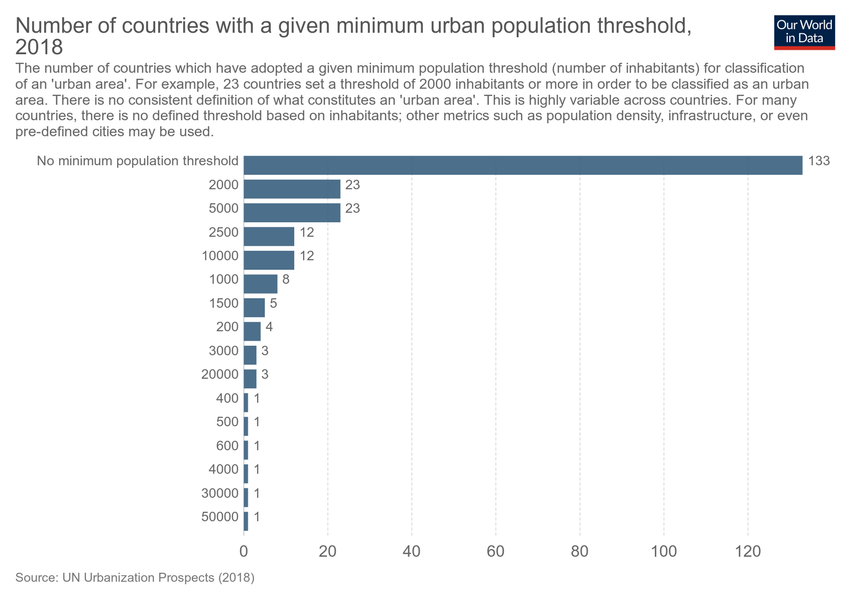 Number of countries with a given minimum urban population threshold,
2018
Our World
in Data
The number of countries which have adopted a given minimum population threshold (number of inhabitants) for classification
of an 'urban area'. For example, 23 countries set a threshold of 2000 inhabitants or more in order to be classified as an urban
area. There is no consistent definition of what constitutes an 'urban area'. This is highly variable across countries. For many
countries, there is no defined threshold based on inhabitants; other metrics such as population density, infrastructure, or even
pre-defined cities may be used.
No minimum population threshold 133
2000 23
5000 23
2500 12
10000 12
1000 8
1500 5
200 4
3000 3
20000 3
400 1
500 1
600 1
4000 1
30000 1
50000 1
0 20 40 60 80 100 120
Source: UN Urbanization Prospects (2018)